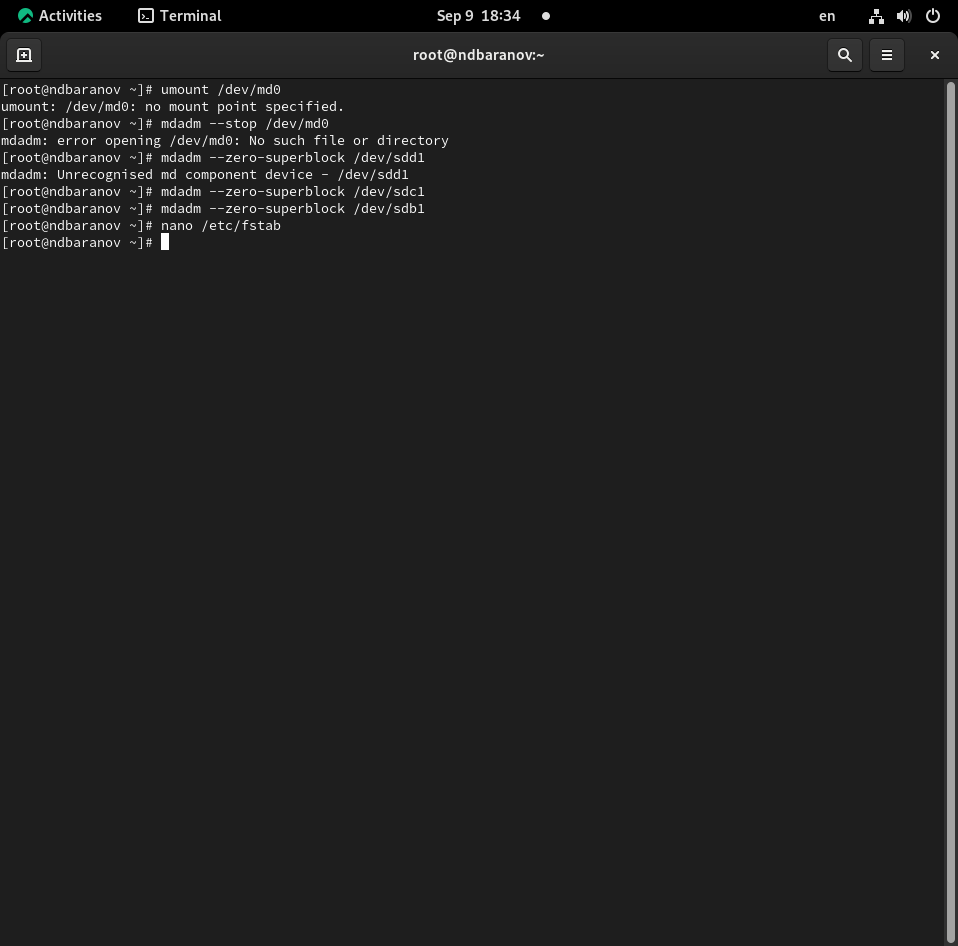 Activities Terminal Sep 9 18:34 en
root@ndbaranov:~
[root@ndbaranov ~]# umount /dev/md0
umount: /dev/md0: no mount point specified.
[root@ndbaranov ~]# mdadm --stop /dev/md0
mdadm: error opening /dev/md0: No such file or directory
[root@ndbaranov ~]# mdadm --zero-superblock /dev/sdd1
mdadm: Unrecognised md component device - /dev/sdd1
[root@ndbaranov ~]# mdadm --zero-superblock /dev/sdc1
[root@ndbaranov ~]# mdadm --zero-superblock /dev/sdb1
[root@ndbaranov ~]# nano /etc/fstab
[root@ndbaranov ~]#